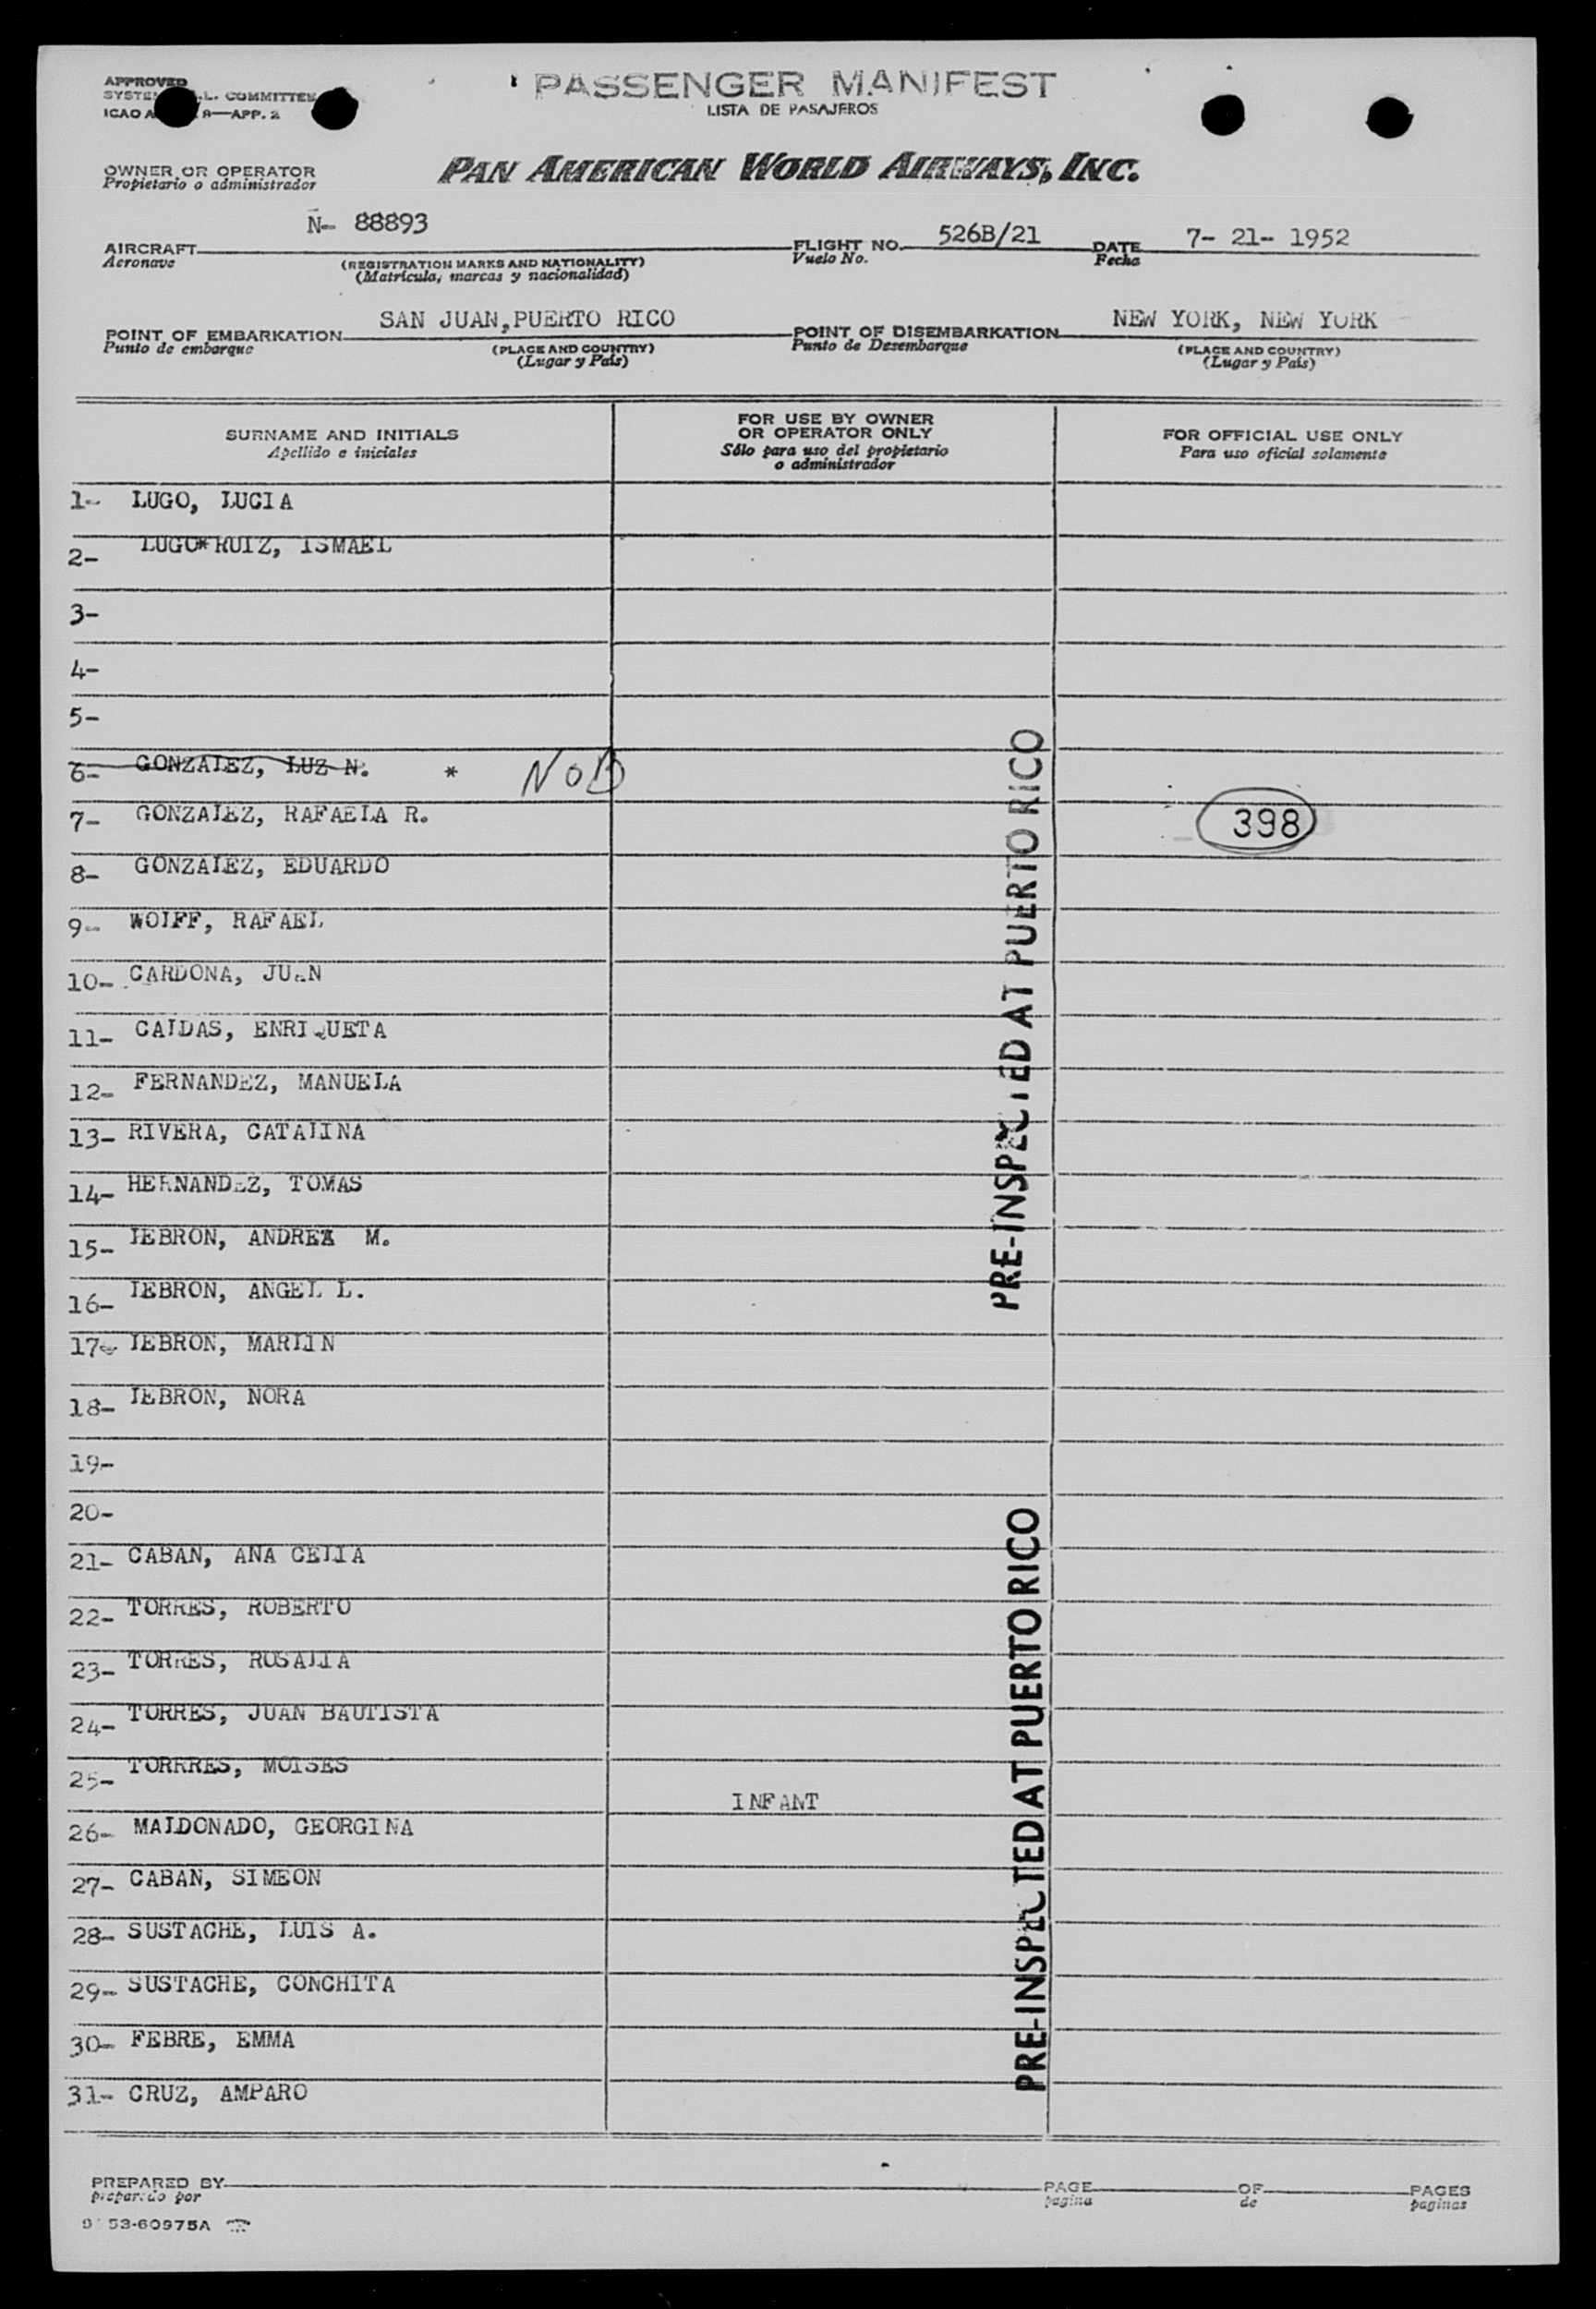 APPROVED
SYSTE L. COMMITTEE
ICAO A 9—APP. 2
PASSENGER MANIFEST
LISTA DE PASAJEROS
OWNER OR OPERATOR
Propietario o administrador
PAN AMERICAN WORLD AIRWAYS, INC.
AIRCRAFT N- 88893 FLIGHT NO. 526B/21 DATE 7- 21- 1952
Aeronave (REGISTRATION MARKS AND NATIONALITY) Vuelo No. Fecha
(Matrícula, marcas y nacionalidad)
POINT OF EMBARKATION SAN JUAN, PUERTO RICO POINT OF DISEMBARKATION NEW YORK, NEW YORK
Punto de embarque (PLACE AND COUNTRY) Punto de Desembarque (PLACE AND COUNTRY)
(Lugar y País) (Lugar y País)
SURNAME AND INITIALS
Apellido e iniciales
FOR USE BY OWNER
OR OPERATOR ONLY
Sólo para uso del propietario
o administrador
FOR OFFICIAL USE ONLY
Para uso oficial solamente
1- LUGO, LUCIA
2- LUGO*RUIZ, ISMAEL
3-
4-
5-
6- GONZALEZ, LUZ N. * NOB
7- GONZALEZ, RAFAELA R. 398
8- GONZALEZ, EDUARDO
9- WOLFF, RAFAEL
10- CARDONA, JUAN
11- CALDAS, ENRIQUETA
12- FERNANDEZ, MANUELA
13- RIVERA, CATALINA
14- HERNANDEZ, TOMAS
15- LEBRON, ANDREA M.
16- LEBRON, ANGEL L.
17- LEBRON, MARLIN
18- LEBRON, NORA
19-
20-
21- CABAN, ANA CELIA
22- TORRES, ROBERTO
23- TORRES, ROSALIA
24- TORRES, JUAN BAUTISTA
25- TORRRES, MOISES
INFANT
26- MALDONADO, GEORGINA
27- CABAN, SIMEON
28- SUSTACHE, LUIS A.
29- SUSTACHE, CONCHITA
30- FEBRE, EMMA
31- CRUZ, AMPARO
PRE-INSPECTED AT PUERTO RICO
PRE-INSPECTED AT PUERTO RICO
PREPARED BY PAGE OF PAGES
preparado por pagina de paginas
53-60975A